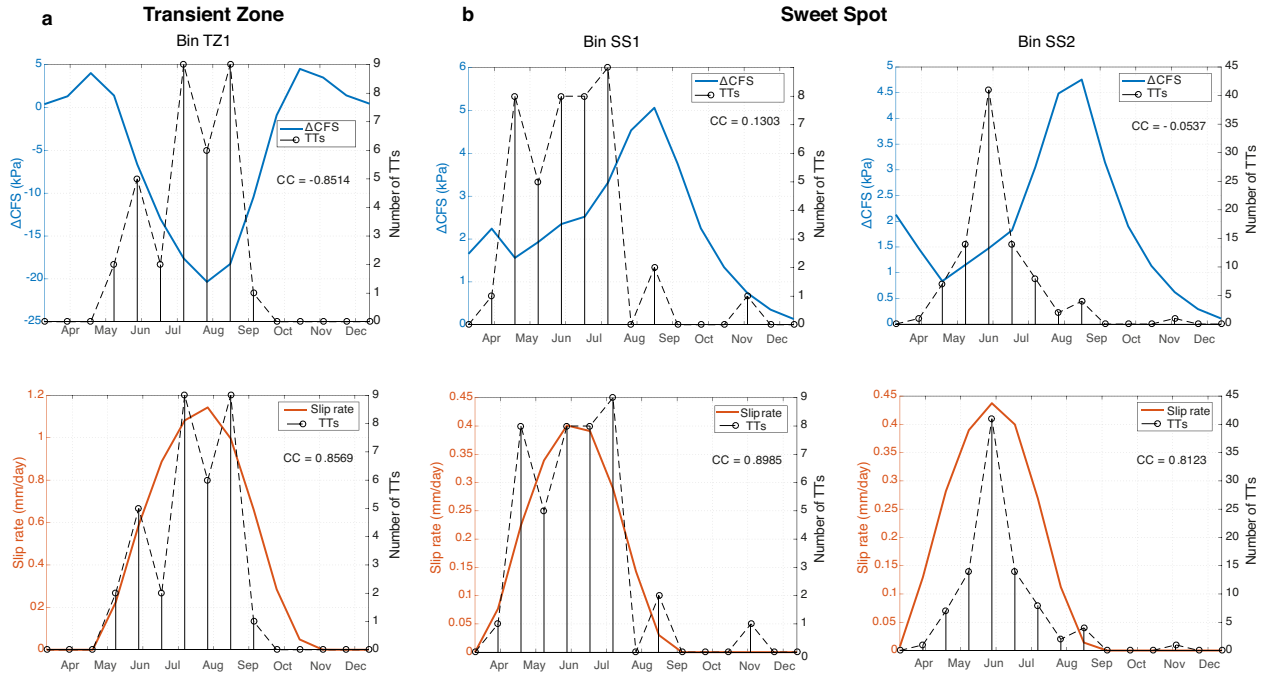 a
Transient Zone
b
Sweet Spot
Bin TZ1
Bin SS1
Bin SS2
5
0
-5
-10
-15
-20
-25
ΔCFS (kPa)
ΔCFS
TTs
CC = -0.8514
9
8
7
6
5
4
3
2
1
0
Number of TTs
Apr May Jun Jul Aug Sep Oct Nov Dec
6
5
4
3
2
1
0
ΔCFS (kPa)
ΔCFS
TTs
CC = 0.1303
8
7
6
5
4
3
2
1
0
Number of TTs
Apr May Jun Jul Aug Sep Oct Nov Dec
5
4.5
4
3.5
3
2.5
2
1.5
1
0.5
0
ΔCFS (kPa)
ΔCFS
TTs
CC = - 0.0537
45
40
35
30
25
20
15
10
5
0
Number of TTs
Apr May Jun Jul Aug Sep Oct Nov Dec
1.2
1
0.8
0.6
0.4
02
0
Slip rate (mm/day)
Slip rate
TTs
CC = 0.8569
9
8
7
6
5
4
3
2
1
0
Number of TTs
Apr May Jun Jul Aug Sep Oct Nov Dec
0.45
0.4
0.35
0.3
0.25
0.2
0.15
0.1
0.05
0
Slip rate (mm/day)
Slip rate
TTs
CC = 0.8985
9
8
7
6
5
4
3
2
1
0
Number of TTs
Apr May Jun Jul Aug Sep Oct Nov Dec
0.45
0.4
0.35
0.3
0.25
0.2
0.15
0.1
0.05
0
Slip rate (mm/day)
Slip rate
TTs
CC = 0.8123
45
40
35
30
25
20
15
10
5
0
Number of TTs
Apr May Jun Jul Aug Sep Oct Nov Dec